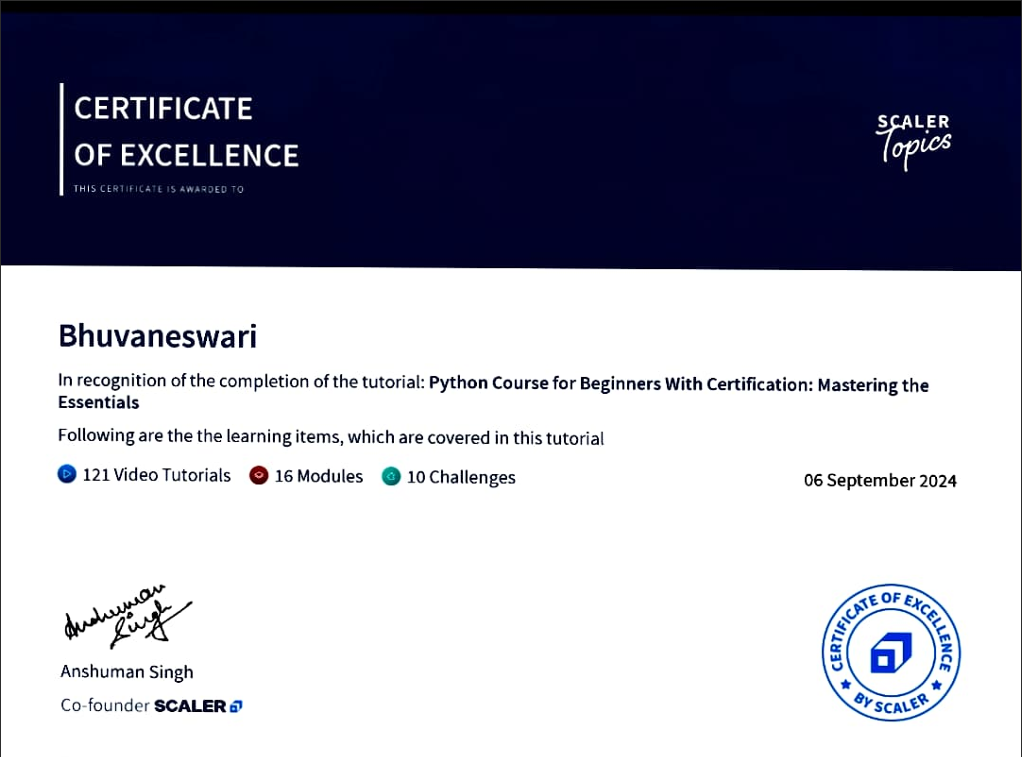 CERTIFICATE
OF EXCELLENCE
THIS CERTIFICATE IS AWARDED TO
SCALER
Topics
Bhuvaneswari
In recognition of the completion of the tutorial: Python Course for Beginners With Certification: Mastering the
Essentials
Following are the the learning items, which are covered in this tutorial
121 Video Tutorials 16 Modules 10 Challenges
06 September 2024
Anshuman
Singh
Anshuman Singh
Co-founder SCALER
CERTIFICATE OF EXCELLENCE
BY SCALER